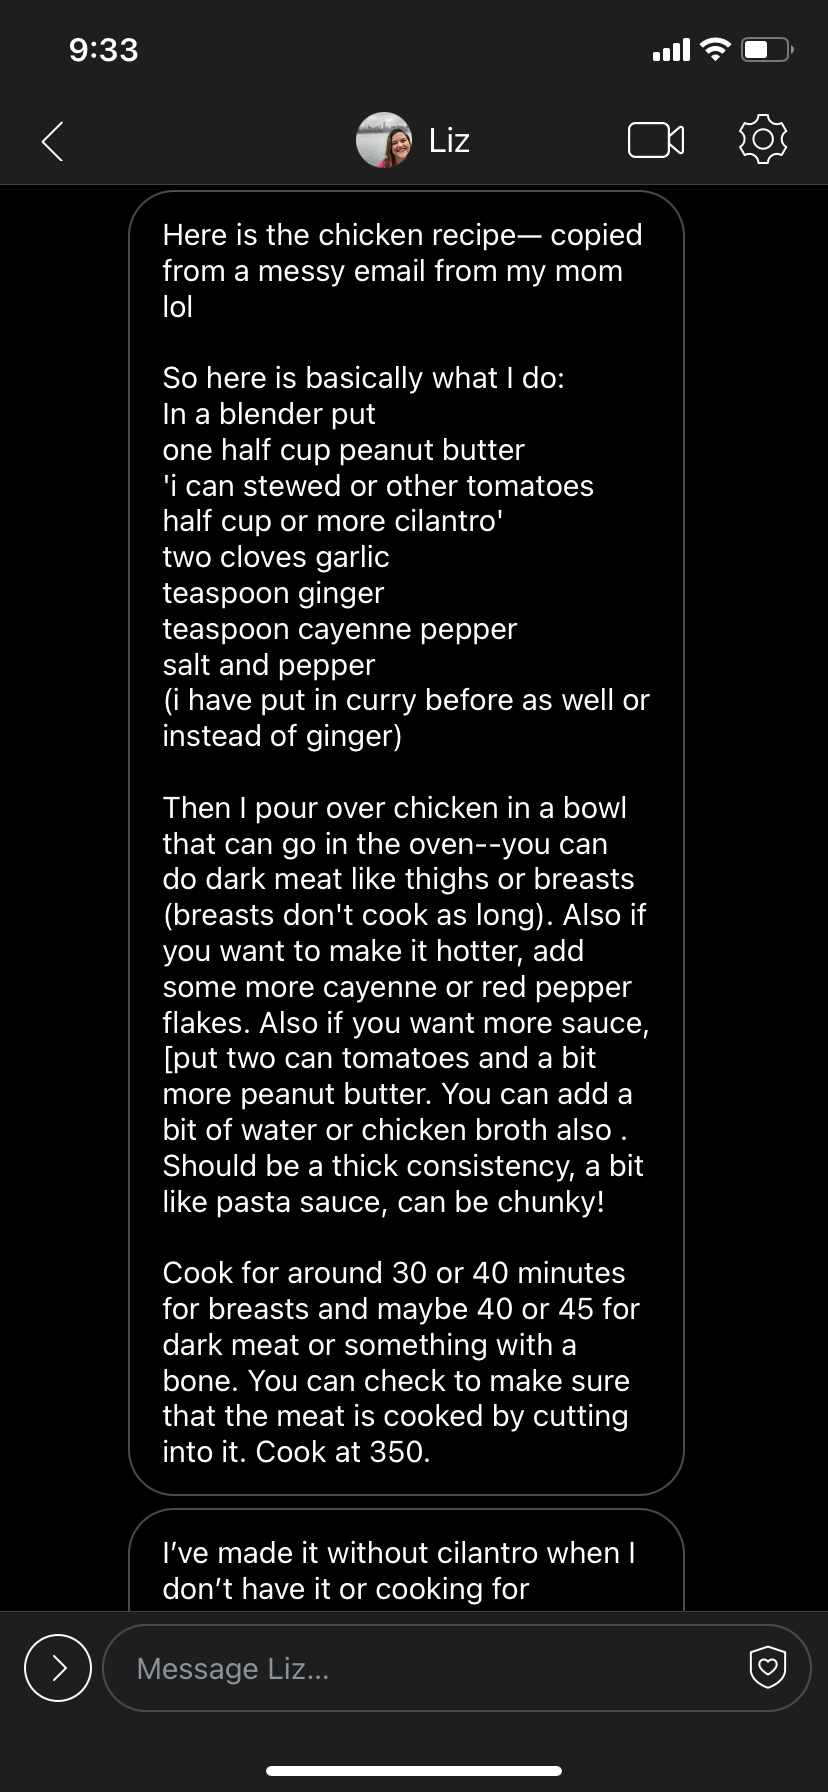 9:33
Liz
Here is the chicken recipe— copied
from a messy email from my mom
lol
So here is basically what I do:
In a blender put
one half cup peanut butter
'i can stewed or other tomatoes
half cup or more cilantro'
two cloves garlic
teaspoon ginger
teaspoon cayenne pepper
salt and pepper
(i have put in curry before as well or
instead of ginger)
Then I pour over chicken in a bowl
that can go in the oven--you can
do dark meat like thighs or breasts
(breasts don't cook as long). Also if
you want to make it hotter, add
some more cayenne or red pepper
flakes. Also if you want more sauce,
[put two can tomatoes and a bit
more peanut butter. You can add a
bit of water or chicken broth also .
Should be a thick consistency, a bit
like pasta sauce, can be chunky!
Cook for around 30 or 40 minutes
for breasts and maybe 40 or 45 for
dark meat or something with a
bone. You can check to make sure
that the meat is cooked by cutting
into it. Cook at 350.
I’ve made it without cilantro when I
don’t have it or cooking for
Message Liz...